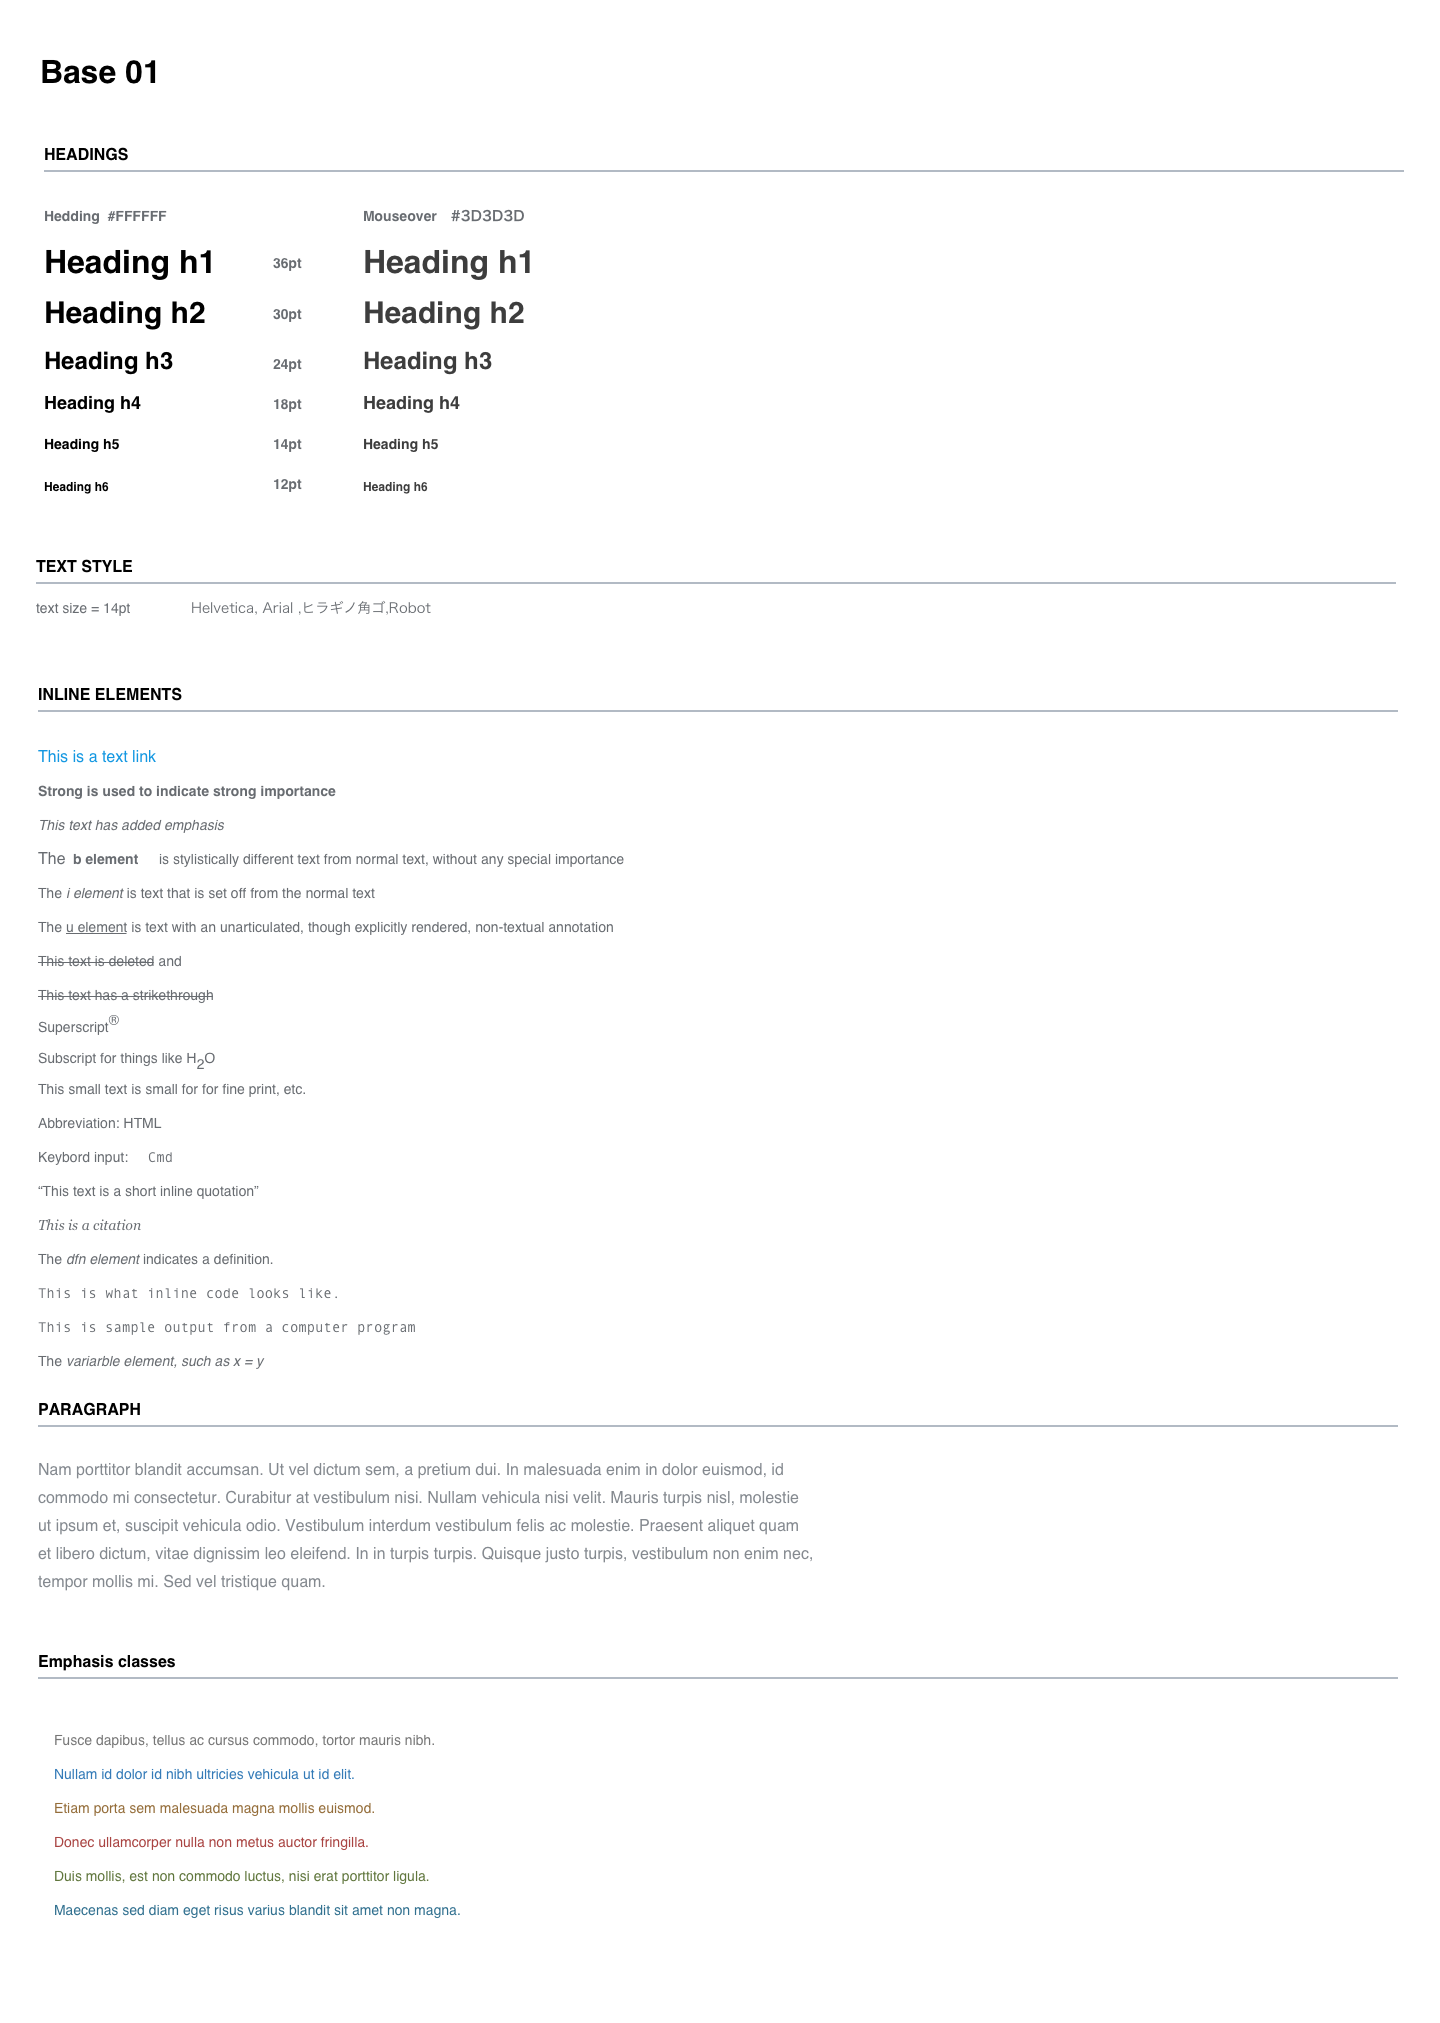 Base 01
HEADINGS
Hedding #FFFFFF Mouseover #3D3D3D
Heading h1 36pt Heading h1
Heading h2 30pt Heading h2
Heading h3 24pt Heading h3
Heading h4 18pt Heading h4
Heading h5 14pt Heading h5
Heading h6 12pt Heading h6
TEXT STYLE
text size = 14pt Helvetica, Arial ,ヒラギノ角ゴ,Robot
INLINE ELEMENTS
This is a text link
Strong is used to indicate strong importance
This text has added emphasis
The b element is stylistically different text from normal text, without any special importance
The i element is text that is set off from the normal text
The u element is text with an unarticulated, though explicitly rendered, non-textual annotation
This text is deleted and
This text has a strikethrough
Superscript®
Subscript for things like H2O
This small text is small for for fine print, etc.
Abbreviation: HTML
Keybord input: Cmd
“This text is a short inline quotation”
This is a citation
The dfn element indicates a definition.
This is what inline code looks like.
This is sample output from a computer program
The variarble element, such as x = y
PARAGRAPH
Nam porttitor blandit accumsan. Ut vel dictum sem, a pretium dui. In malesuada enim in dolor euismod, id
commodo mi consectetur. Curabitur at vestibulum nisi. Nullam vehicula nisi velit. Mauris turpis nisl, molestie
ut ipsum et, suscipit vehicula odio. Vestibulum interdum vestibulum felis ac molestie. Praesent aliquet quam
et libero dictum, vitae dignissim leo eleifend. In in turpis turpis. Quisque justo turpis, vestibulum non enim nec,
tempor mollis mi. Sed vel tristique quam.
Emphasis classes
Fusce dapibus, tellus ac cursus commodo, tortor mauris nibh.
Nullam id dolor id nibh ultricies vehicula ut id elit.
Etiam porta sem malesuada magna mollis euismod.
Donec ullamcorper nulla non metus auctor fringilla.
Duis mollis, est non commodo luctus, nisi erat porttitor ligula.
Maecenas sed diam eget risus varius blandit sit amet non magna.